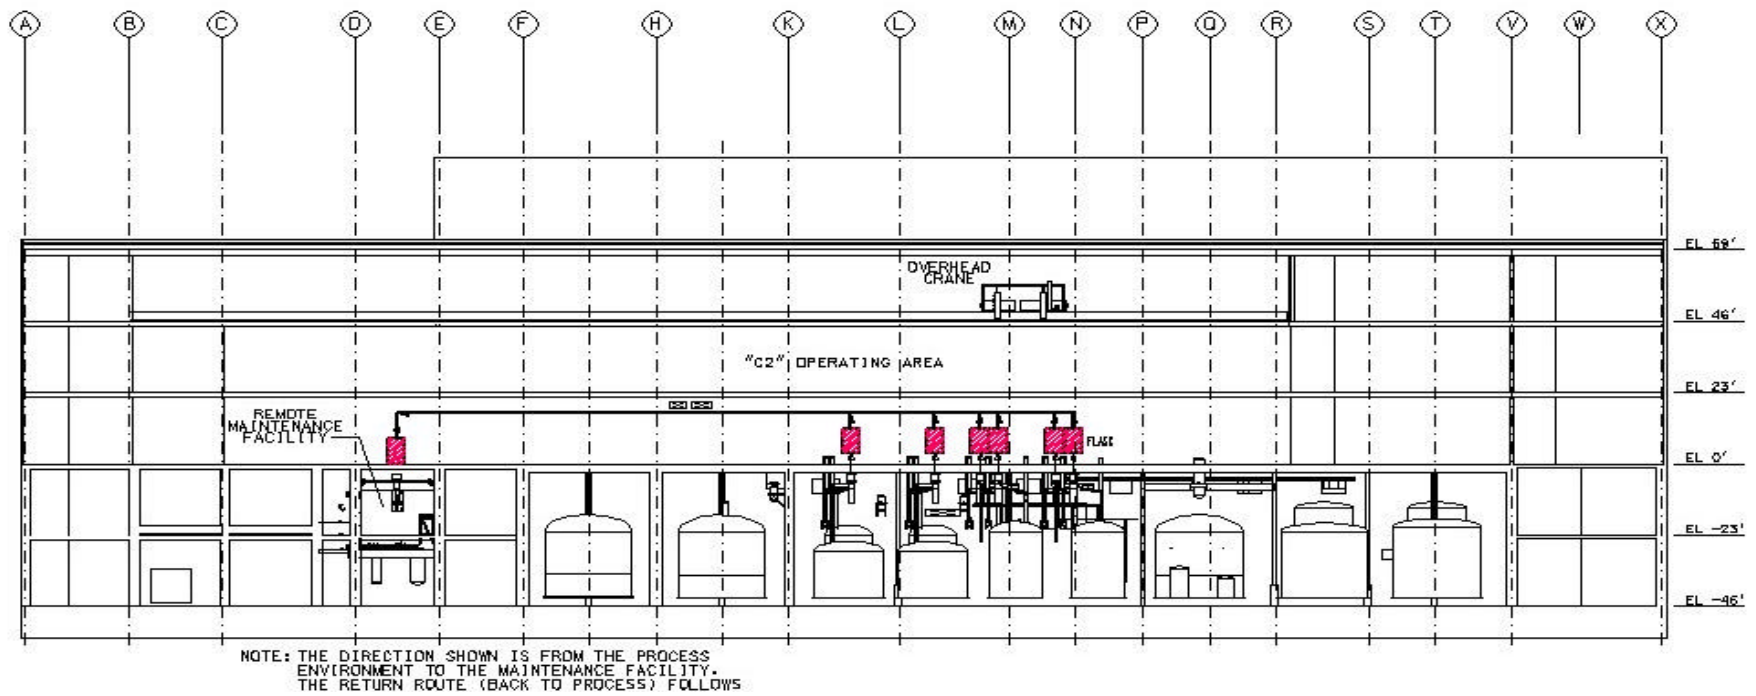 A B C D E F H K L M N P Q R S T V W X
EL 69'
OVERHEAD
CRANE
EL 46'
"C2" OPERATING AREA
EL 23'
REMOTE
MAINTENANCE
FACILITY
EL 0'
EL -23'
EL -46'
NOTE: THE DIRECTION SHOWN IS FROM THE PROCESS
ENVIRONMENT TO THE MAINTENANCE FACILITY.
THE RETURN ROUTE (BACK TO PROCESS) FOLLOWS